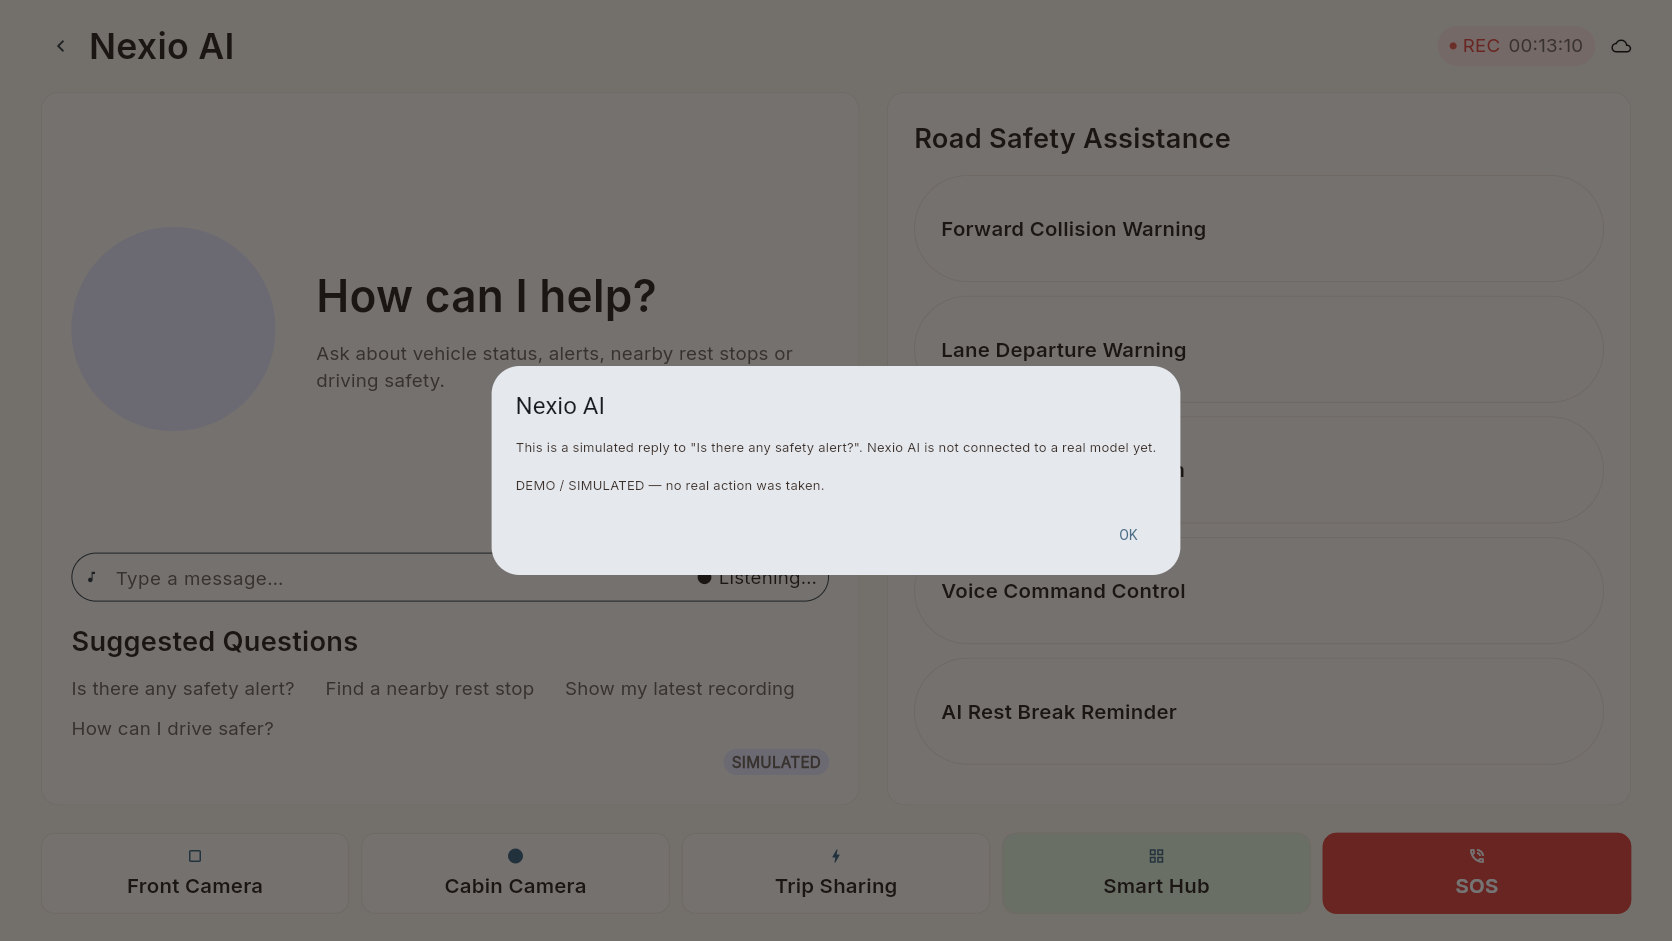 Nexio AI
REC 00:13:10
How can I help?
Ask about vehicle status, alerts, nearby rest stops or
driving safety.
Type a message...
Listening...
Suggested Questions
Is there any safety alert?
Find a nearby rest stop
Show my latest recording
How can I drive safer?
SIMULATED
Road Safety Assistance
Forward Collision Warning
Lane Departure Warning
Voice Command Control
AI Rest Break Reminder
Nexio AI
This is a simulated reply to "Is there any safety alert?". Nexio AI is not connected to a real model yet.
DEMO / SIMULATED — no real action was taken.
OK
Front Camera
Cabin Camera
Trip Sharing
Smart Hub
SOS